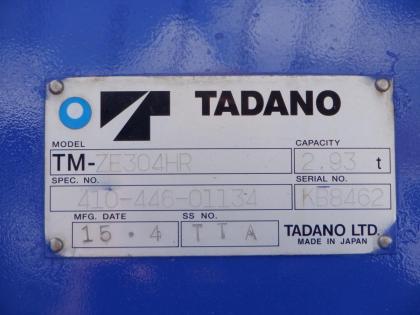 TADANO
MODEL CAPACITY
TM-ZE304HR 2.93 t
SPEC. NO. SERIAL NO.
410-446-01134 KB8462
MFG. DATE SS NO.
15・4 TTA TADANO LTD.
MADE IN JAPAN